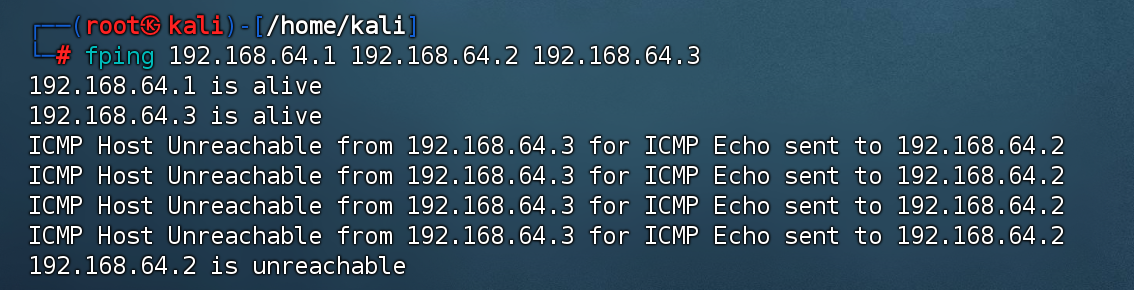 ┌──(root㉿kali)-[/home/kali]
└─# fping 192.168.64.1 192.168.64.2 192.168.64.3
192.168.64.1 is alive
192.168.64.3 is alive
ICMP Host Unreachable from 192.168.64.3 for ICMP Echo sent to 192.168.64.2
ICMP Host Unreachable from 192.168.64.3 for ICMP Echo sent to 192.168.64.2
ICMP Host Unreachable from 192.168.64.3 for ICMP Echo sent to 192.168.64.2
ICMP Host Unreachable from 192.168.64.3 for ICMP Echo sent to 192.168.64.2
192.168.64.2 is unreachable